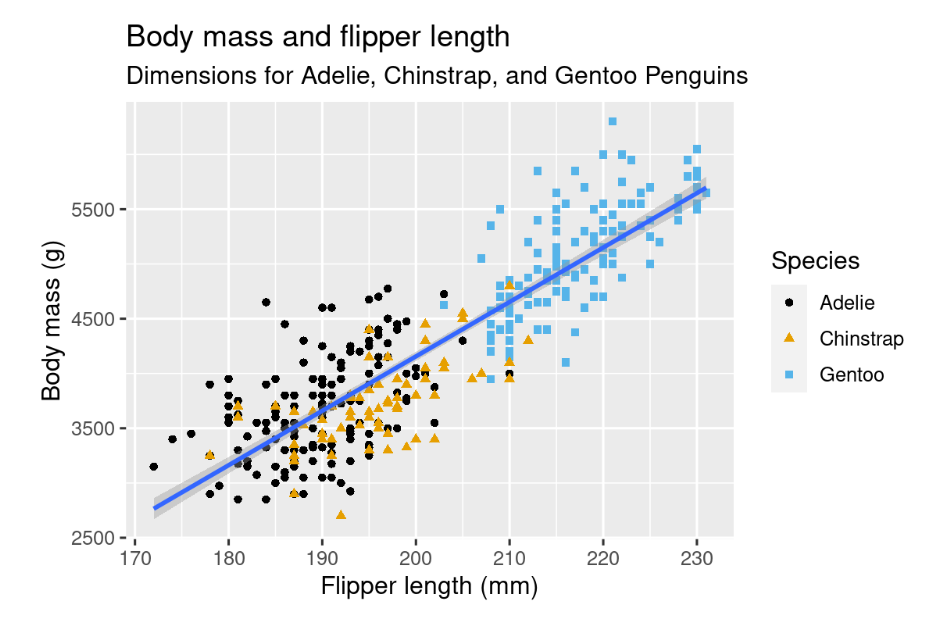 Body mass and flipper length
Dimensions for Adelie, Chinstrap, and Gentoo Penguins
5500
4500
3500
2500
Body mass (g)
170 180 190 200 210 220 230
Flipper length (mm)
Species
Adelie
Chinstrap
Gentoo